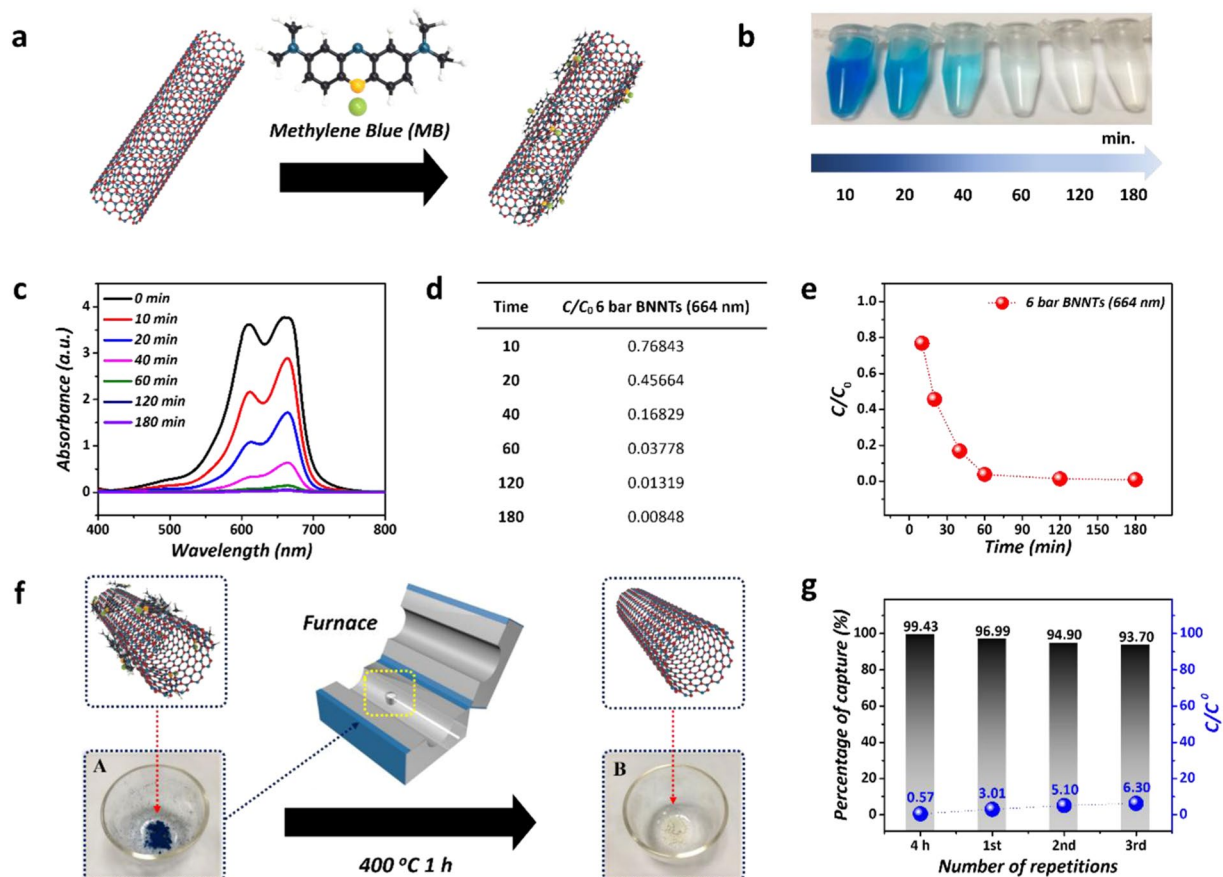 a
Methylene Blue (MB)
b
min.
10 20 40 60 120 180
c
0 min
10 min
20 min
40 min
60 min
120 min
180 min
4
3
2
1
0
Absorbance (a.u.)
400 500 600 700 800
Wavelength (nm)
d
Time C/C0 6 bar BNNTs (664 nm)
10 0.76843
20 0.45664
40 0.16829
60 0.03778
120 0.01319
180 0.00848
e
6 bar BNNTs (664 nm)
1.0
0.8
0.6
0.4
0.2
0.0
C/C0
0 30 60 90 120 150 180
Time (min)
f
Furnace
A
B
400 °C 1 h
g
99.43 96.99 94.90 93.70
100%
80%
60%
40%
20%
0%
Percentage of capture (%)
100
80
60
40
20
0
C/C⁰
0.57 3.01 5.10 6.30
4 h 1st 2nd 3rd
Number of repetitions